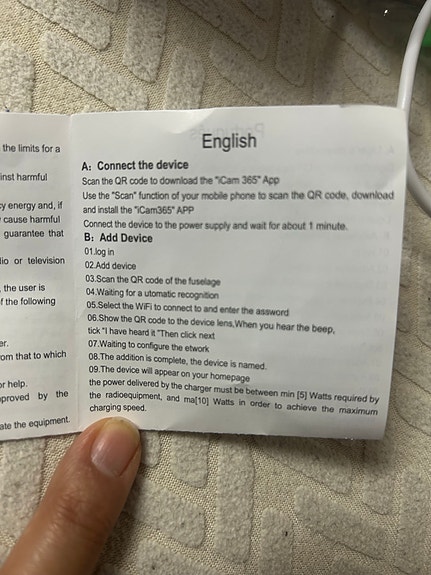 the limits for a
inst harmful
cy energy and, if
cause harmful
guarantee that
lio or television
, the user is
f the following
er.
om that to which
or help.
proved by the
ate the equipment.
English
A: Connect the device
Scan the QR code to download the "iCam 365" App
Use the "Scan" function of your mobile phone to scan the QR code, download
and install the "iCam365" APP
Connect the device to the power supply and wait for about 1 minute.
B: Add Device
01.log in
02.Add device
03.Scan the QR code of the fuselage
04.Waiting for a utomatic recognition
05.Select the WiFi to connect to and enter the assword
06.Show the QR code to the device lens,When you hear the beep,
tick "I have heard it "Then click next
07.Waiting to configure the etwork
08.The addition is complete, the device is named.
09.The device will appear on your homepage
the power delivered by the charger must be between min [5] Watts required by
the radioequipment, and ma[10] Watts in order to achieve the maximum
charging speed.